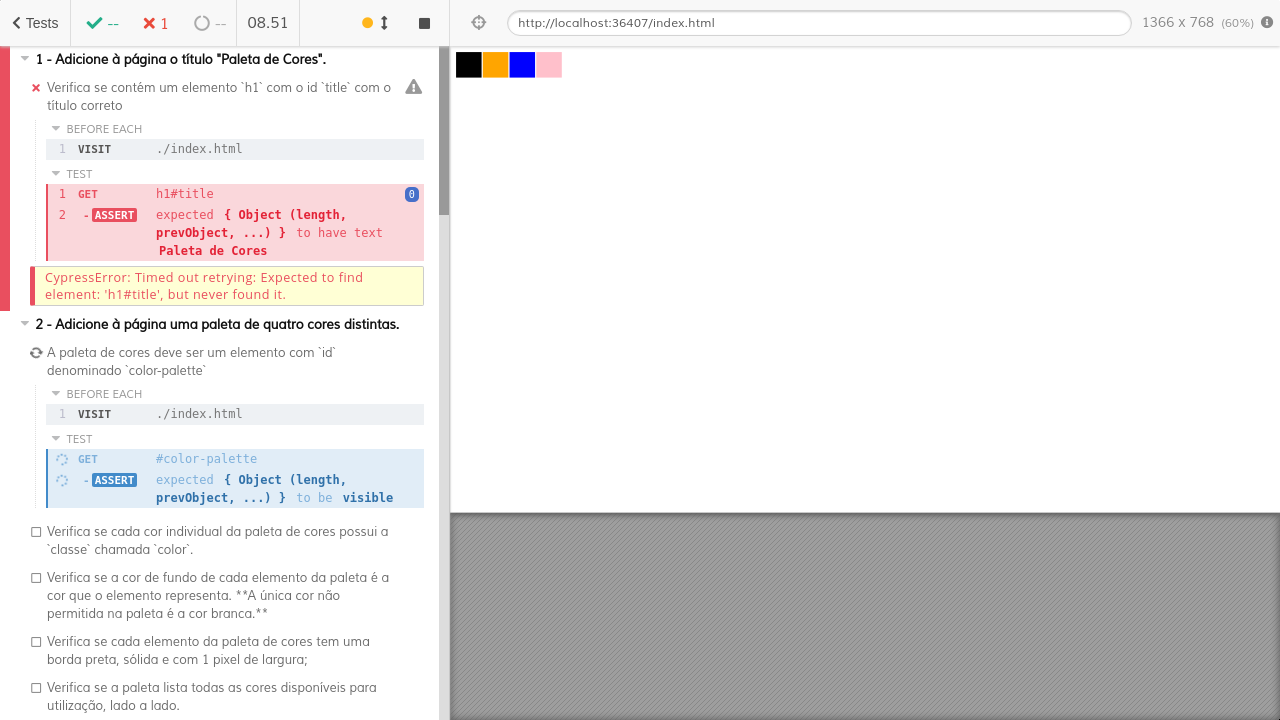 Tests -- 1 -- 08.51
http://localhost:36407/index.html 1366 x 768 (60%)
1 - Adicione à página o título "Paleta de Cores".
Verifica se contém um elemento `h1` com o id `title` com o
título correto
BEFORE EACH
1 VISIT ./index.html
TEST
1 GET h1#title 0
2 -ASSERT expected { Object (length,
prevObject, ...) } to have text
Paleta de Cores
CypressError: Timed out retrying: Expected to find
element: 'h1#title', but never found it.
2 - Adicione à página uma paleta de quatro cores distintas.
A paleta de cores deve ser um elemento com `id`
denominado `color-palette`
BEFORE EACH
1 VISIT ./index.html
TEST
GET #color-palette
-ASSERT expected { Object (length,
prevObject, ...) } to be visible
Verifica se cada cor individual da paleta de cores possui a
`classe` chamada `color`.
Verifica se a cor de fundo de cada elemento da paleta é a
cor que o elemento representa. **A única cor não
permitida na paleta é a cor branca.**
Verifica se cada elemento da paleta de cores tem uma
borda preta, sólida e com 1 pixel de largura;
Verifica se a paleta lista todas as cores disponíveis para
utilização, lado a lado.